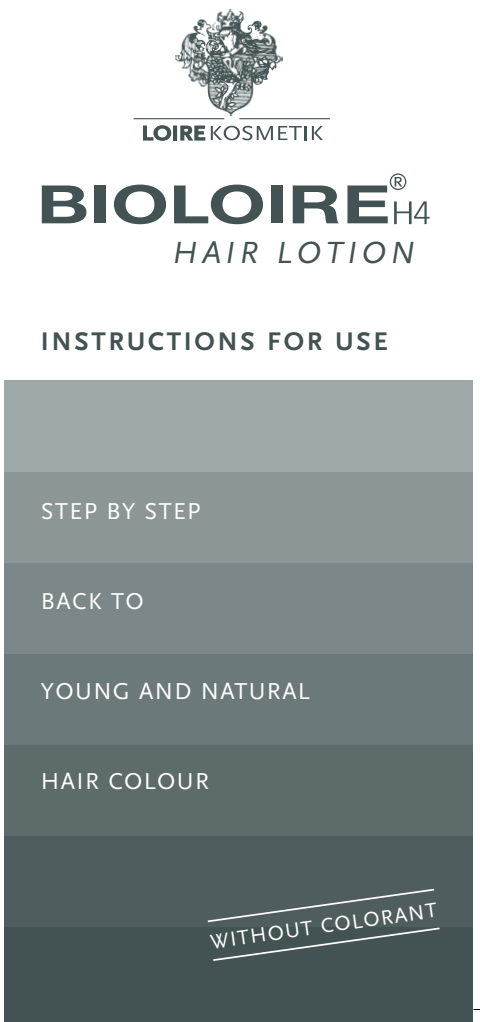 LOIRE KOSMETIK
BIOLOIRE® H4
HAIR LOTION
INSTRUCTIONS FOR USE
STEP BY STEP
BACK TO
YOUNG AND NATURAL
HAIR COLOUR
WITHOUT COLORANT